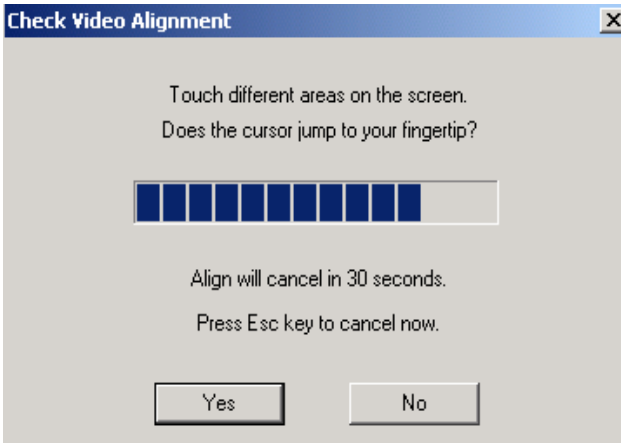 Check Video Alignment
Touch different areas on the screen.
Does the cursor jump to your fingertip?
Align will cancel in 30 seconds.
Press Esc key to cancel now.
Yes
No